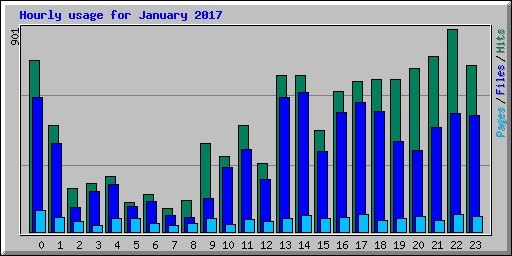 Hourly usage for January 2017
901
Pages/Files/Hits
0 1 2 3 4 5 6 7 8 9 10 11 12 13 14 15 16 17 18 19 20 21 22 23